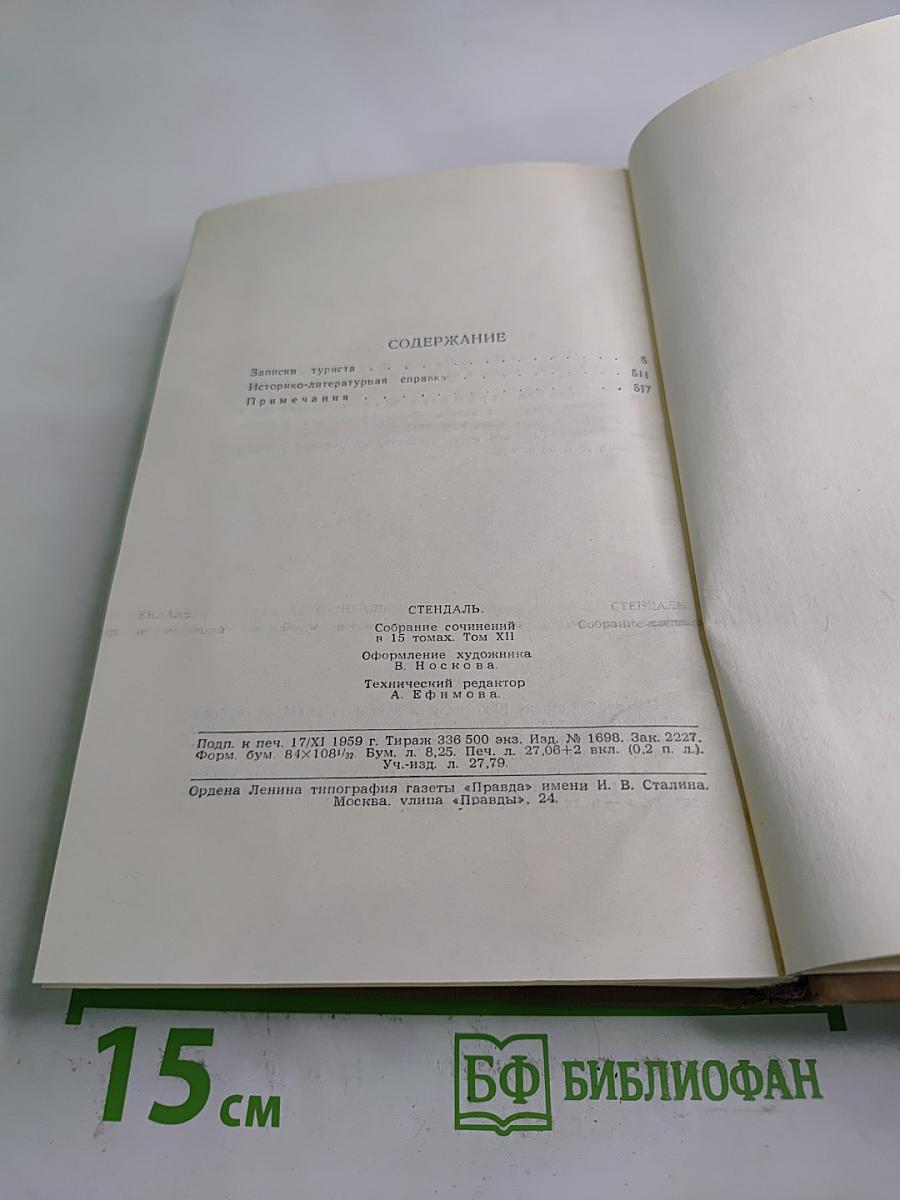 СОДЕРЖАНИЕ
Записки туриста . . . . . . . . . . . . . . . . . 5
Историко-литературная справка . . . . . . . . . . . 511
Примечания . . . . . . . . . . . . . . . . . 517
СТЕНДАЛЬ.
Собрание сочинений
в 15 томах. Том XII
Оформление художника
В. Носкова.
Технический редактор
А. Ефимова.
СТЕНДАЛЬ
Собрание
Подп. к печ. 17/XI 1959 г. Тираж 336 500 экз. Изд. № 1698. Зак. 2227.
Форм. бум. 84×108¹/₃₂. Бум. л. 8,25. Печ. л. 27,06+2 вкл. (0,2 п. л.).
Уч.-изд. л. 27,79.
Ордена Ленина типография газеты «Правда» имени И. В. Сталина.
Москва, улица «Правды», 24.
15 см
БФ БИБЛИОФАН